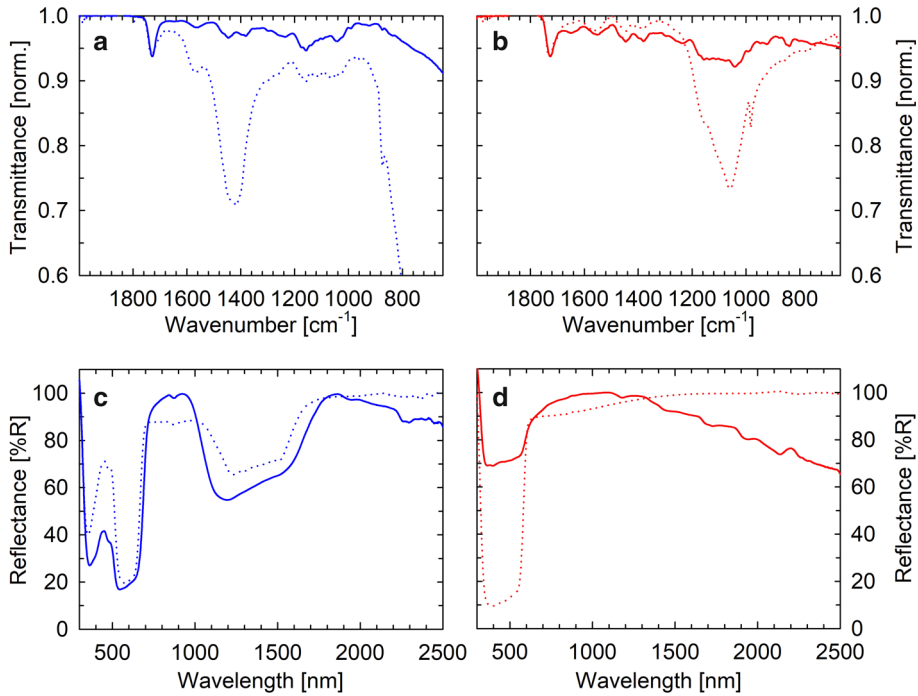 a
1.0
0.9
0.8
0.7
0.6
Transmittance [norm.]
1800 1600 1400 1200 1000 800
Wavenumber [cm⁻¹]
b
1.0
0.9
0.8
0.7
0.6
Transmittance [norm.]
1800 1600 1400 1200 1000 800
Wavenumber [cm⁻¹]
c
100
80
60
40
20
0
Reflectance [%R]
500 1000 1500 2000 2500
Wavelength [nm]
d
100
80
60
40
20
0
Reflectance [%R]
500 1000 1500 2000 2500
Wavelength [nm]